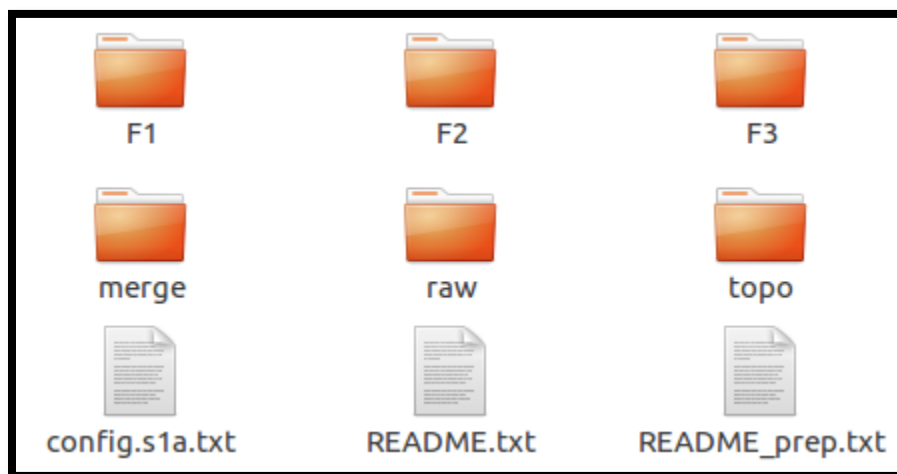 F1 F2 F3
merge raw topo
config.s1a.txt README.txt README_prep.txt